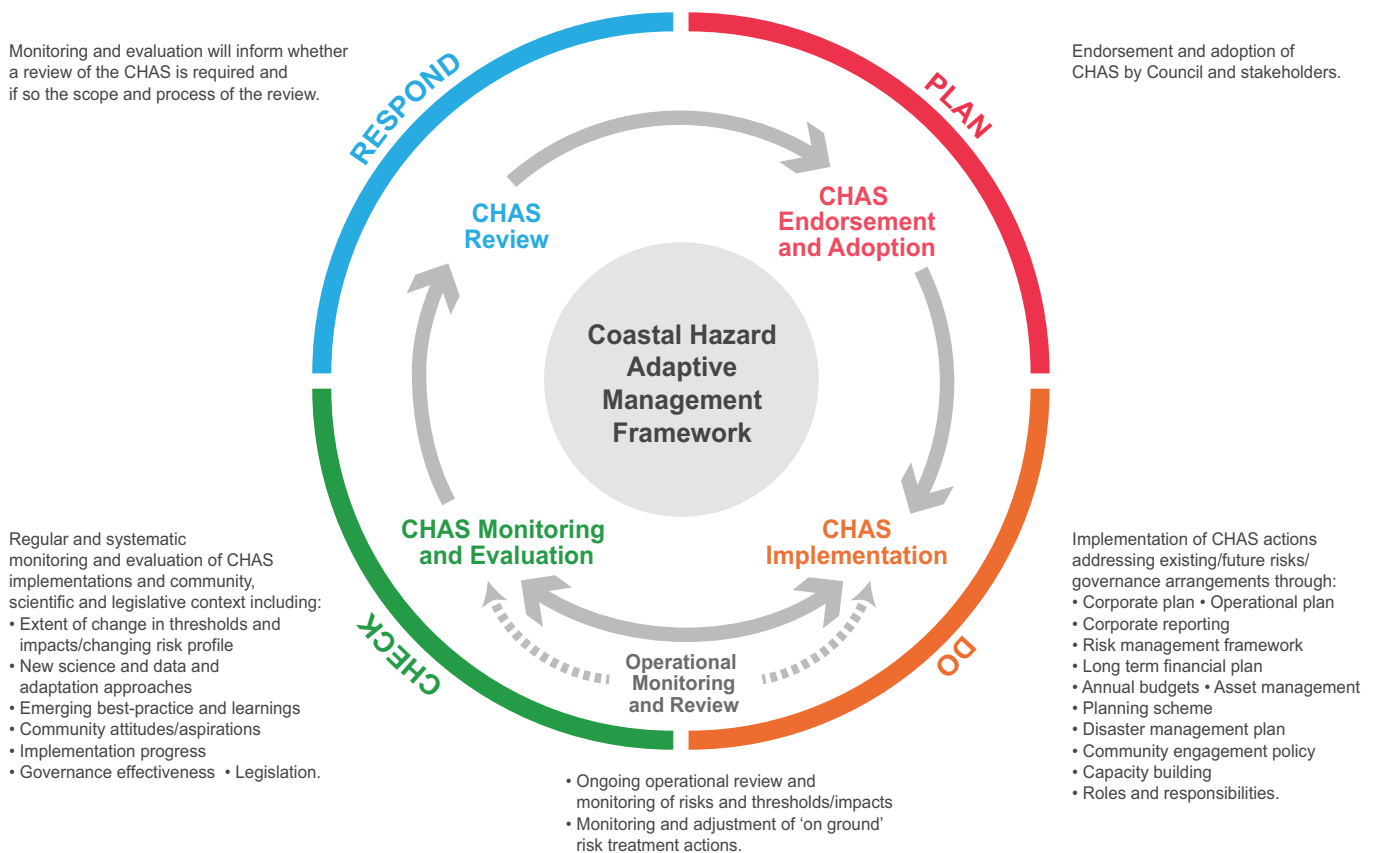 Monitoring and evaluation will inform whether
a review of the CHAS is required and
if so the scope and process of the review.
Endorsement and adoption of
CHAS by Council and stakeholders.
RESPOND
PLAN
CHAS
Review
CHAS
Endorsement
and Adoption
Coastal Hazard
Adaptive
Management
Framework
CHAS Monitoring
and Evaluation
CHAS
Implementation
Operational
Monitoring
and Review
CHECK
DO
Regular and systematic
monitoring and evaluation of CHAS
implementations and community,
scientific and legislative context including:
• Extent of change in thresholds and
impacts/changing risk profile
• New science and data and
adaptation approaches
• Emerging best-practice and learnings
• Community attitudes/aspirations
• Implementation progress
• Governance effectiveness • Legislation.
• Ongoing operational review and
monitoring of risks and thresholds/impacts
• Monitoring and adjustment of ‘on ground’
risk treatment actions.
Implementation of CHAS actions
addressing existing/future risks/
governance arrangements through:
• Corporate plan • Operational plan
• Corporate reporting
• Risk management framework
• Long term financial plan
• Annual budgets • Asset management
• Planning scheme
• Disaster management plan
• Community engagement policy
• Capacity building
• Roles and responsibilities.